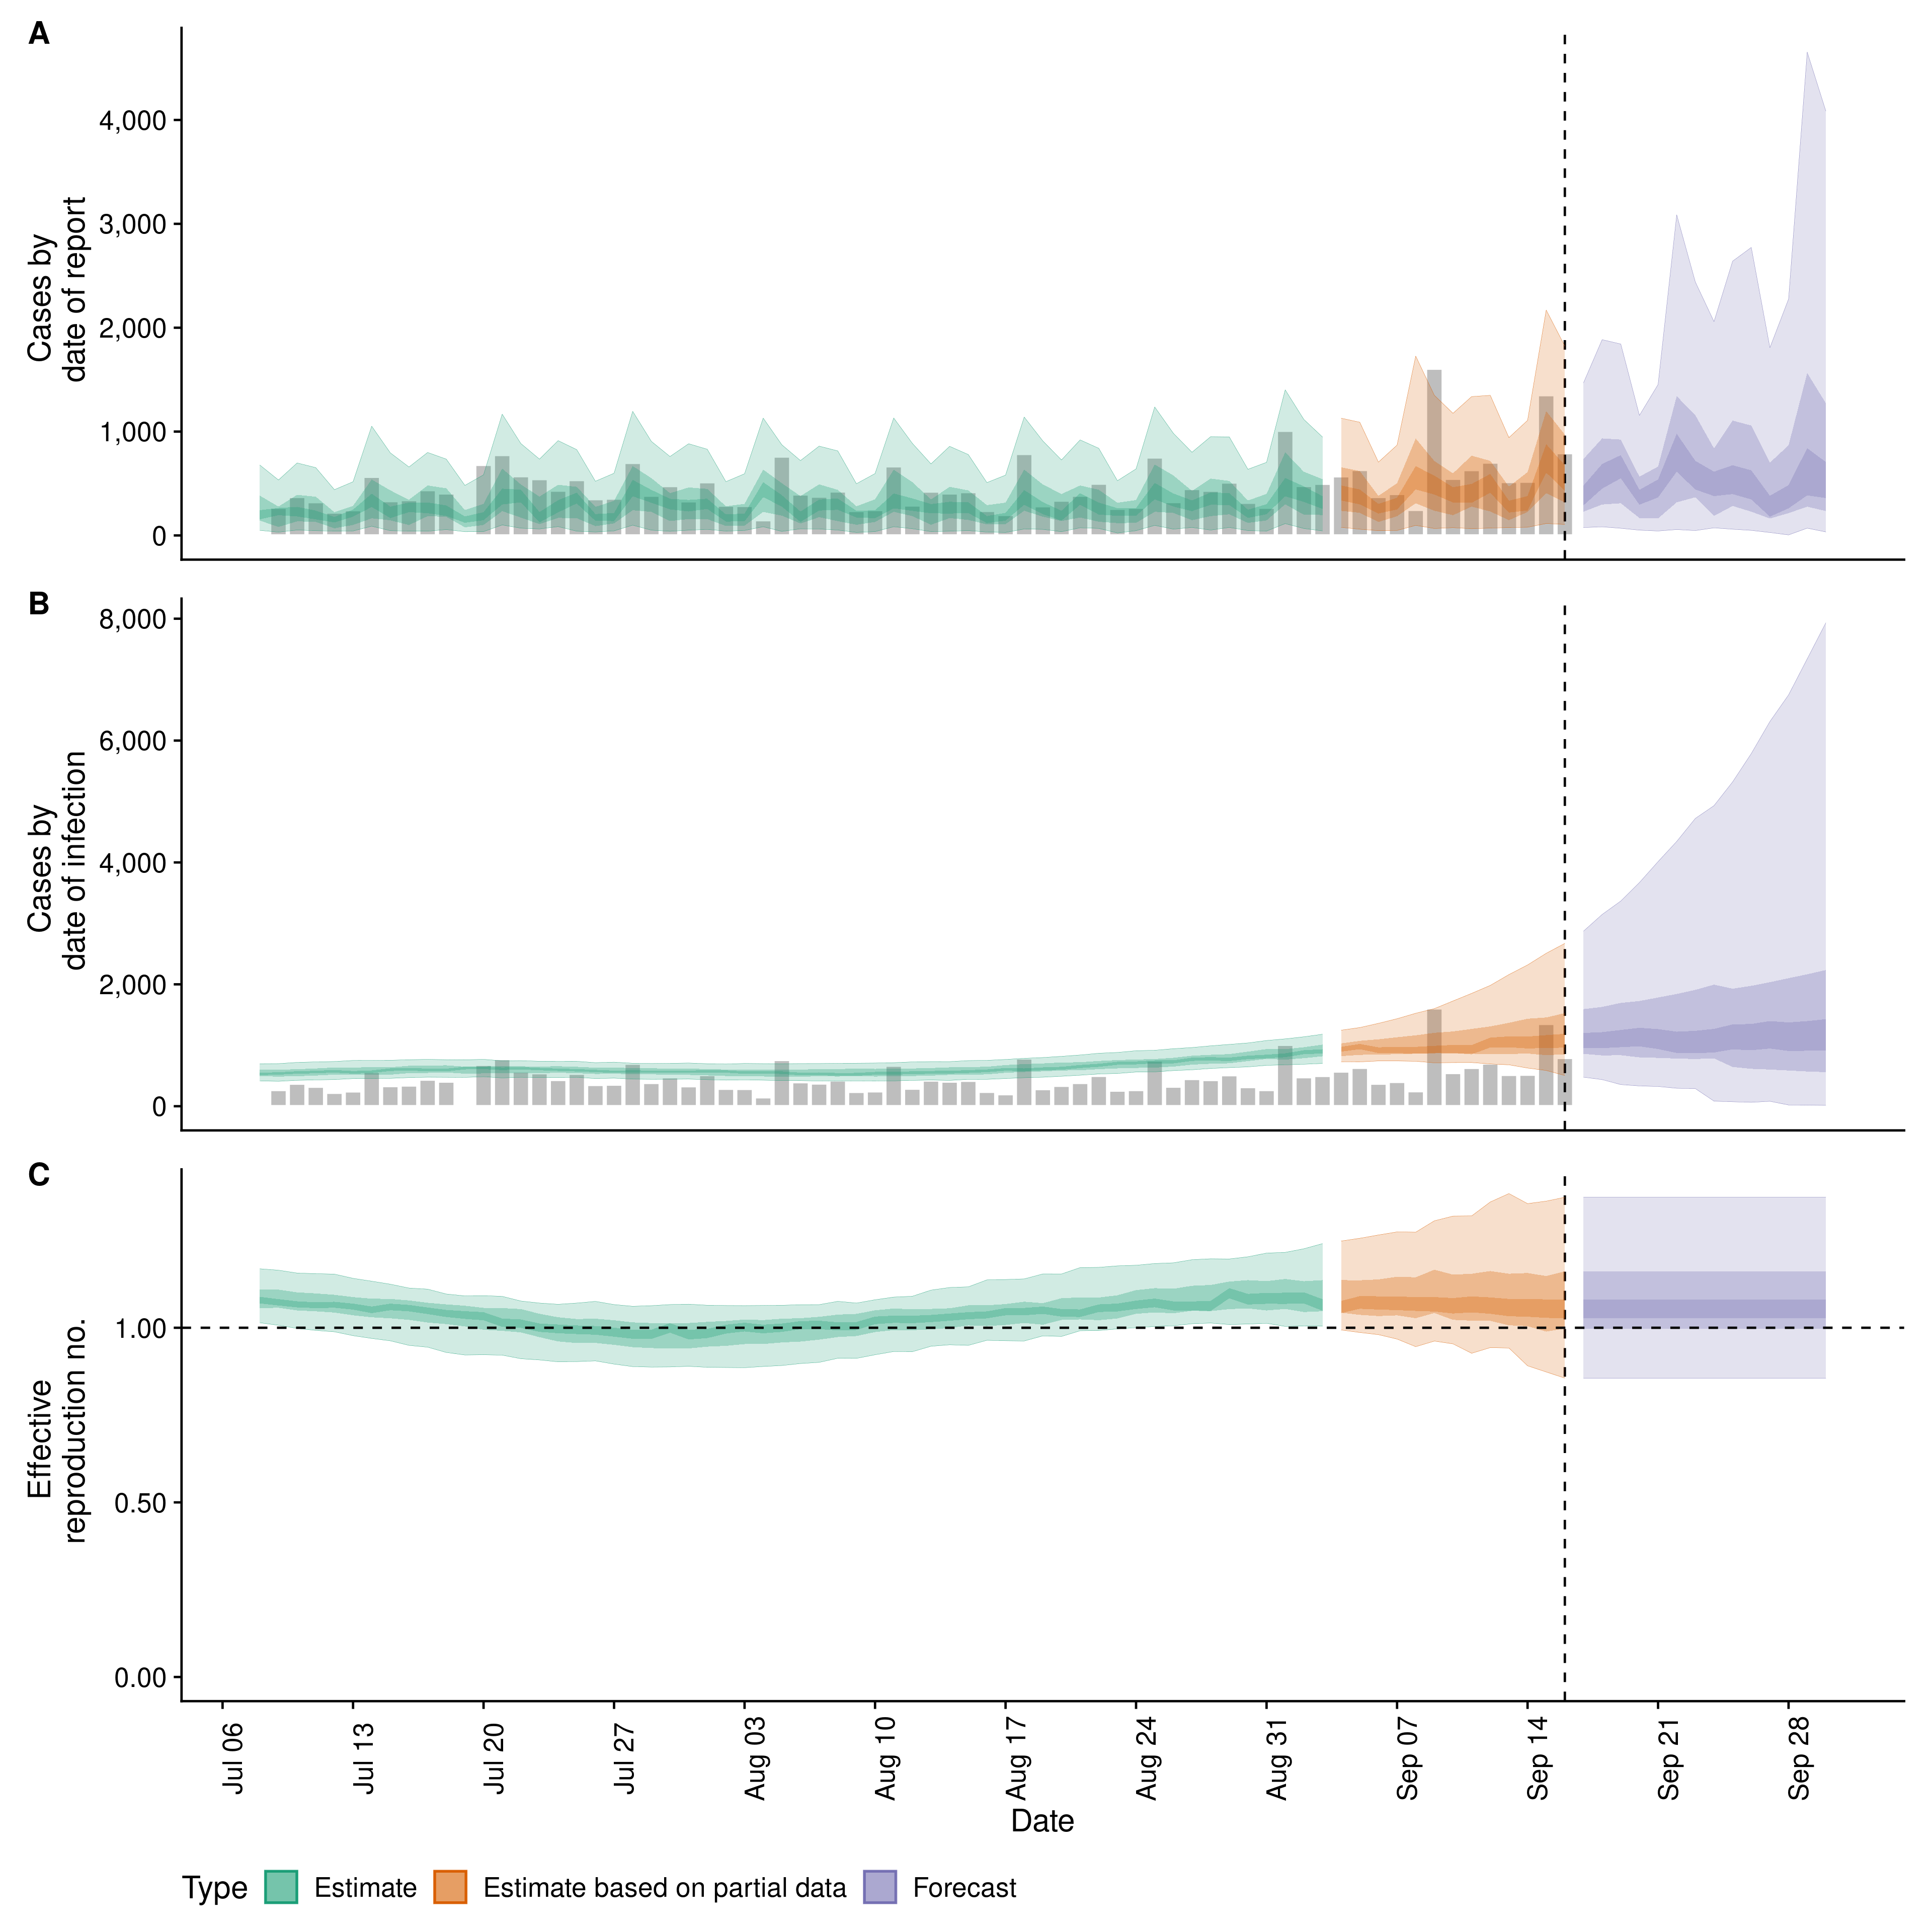 A
Cases by
date of report
4,000
3,000
2,000
1,000
0
B
Cases by
date of infection
8,000
6,000
4,000
2,000
0
C
Effective
reproduction no.
1.00
0.50
0.00
Jul 06
Jul 13
Jul 20
Jul 27
Aug 03
Aug 10
Aug 17
Aug 24
Aug 31
Sep 07
Sep 14
Sep 21
Sep 28
Date
Type Estimate Estimate based on partial data Forecast